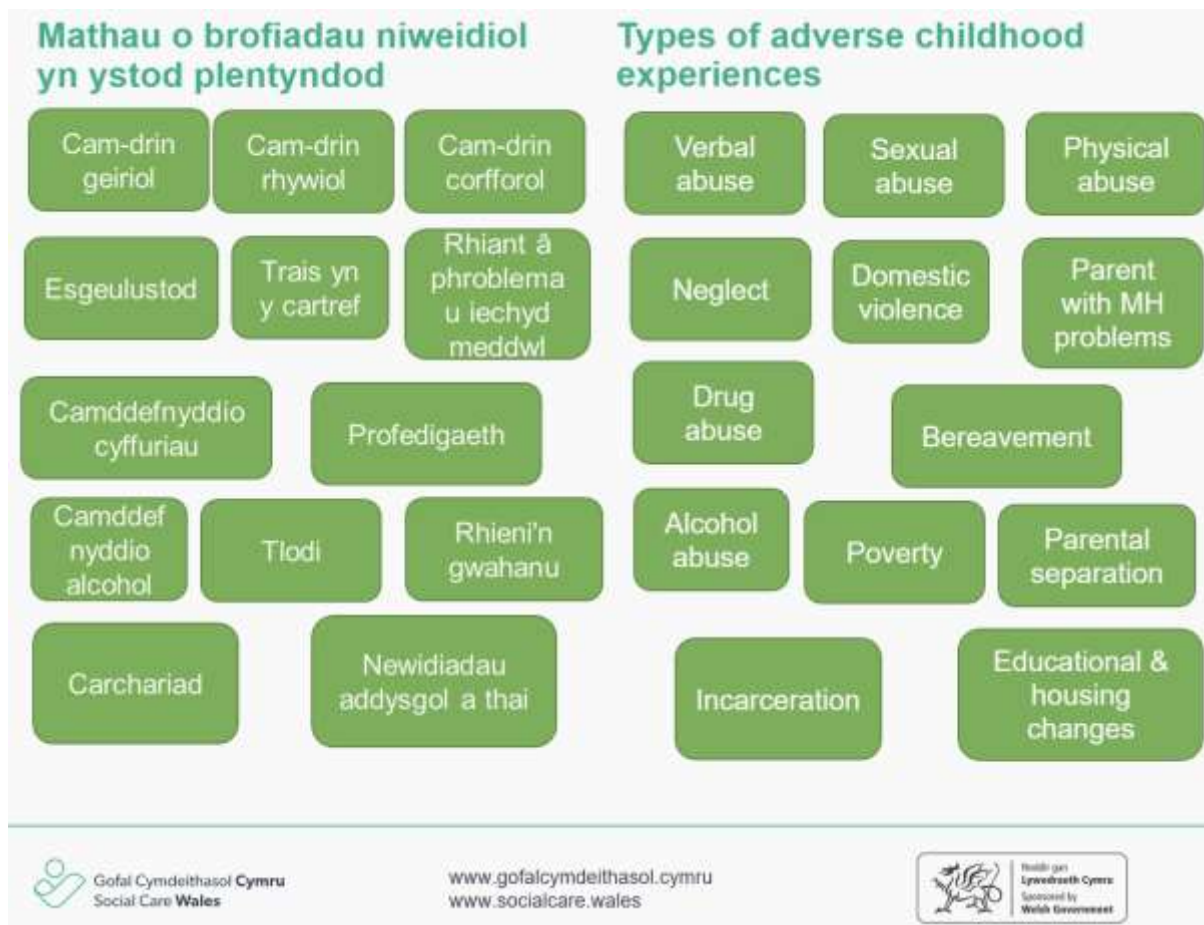 Mathau o brofiadau niweidiol
yn ystod plentyndod
Cam-drin
geiriol
Cam-drin
rhywiol
Cam-drin
corfforol
Esgeulustod
Trais yn
y cartref
Rhiant â
phroblema
u iechyd
meddwl
Camddefnyddio
cyffuriau
Profedigaeth
Camddef
nyddio
alcohol
Tlodi
Rhieni'n
gwahanu
Carchariad
Newidiadau
addysgol a thai
Types of adverse childhood
experiences
Verbal
abuse
Sexual
abuse
Physical
abuse
Neglect
Domestic
violence
Parent
with MH
problems
Drug
abuse
Bereavement
Alcohol
abuse
Poverty
Parental
separation
Incarceration
Educational &
housing
changes
Gofal Cymdeithasol Cymru
Social Care Wales
www.gofalcymdeithasol.cymru
www.socialcare.wales
Noddir gan
Lywodraeth Cymru
Sponsored by
Welsh Government